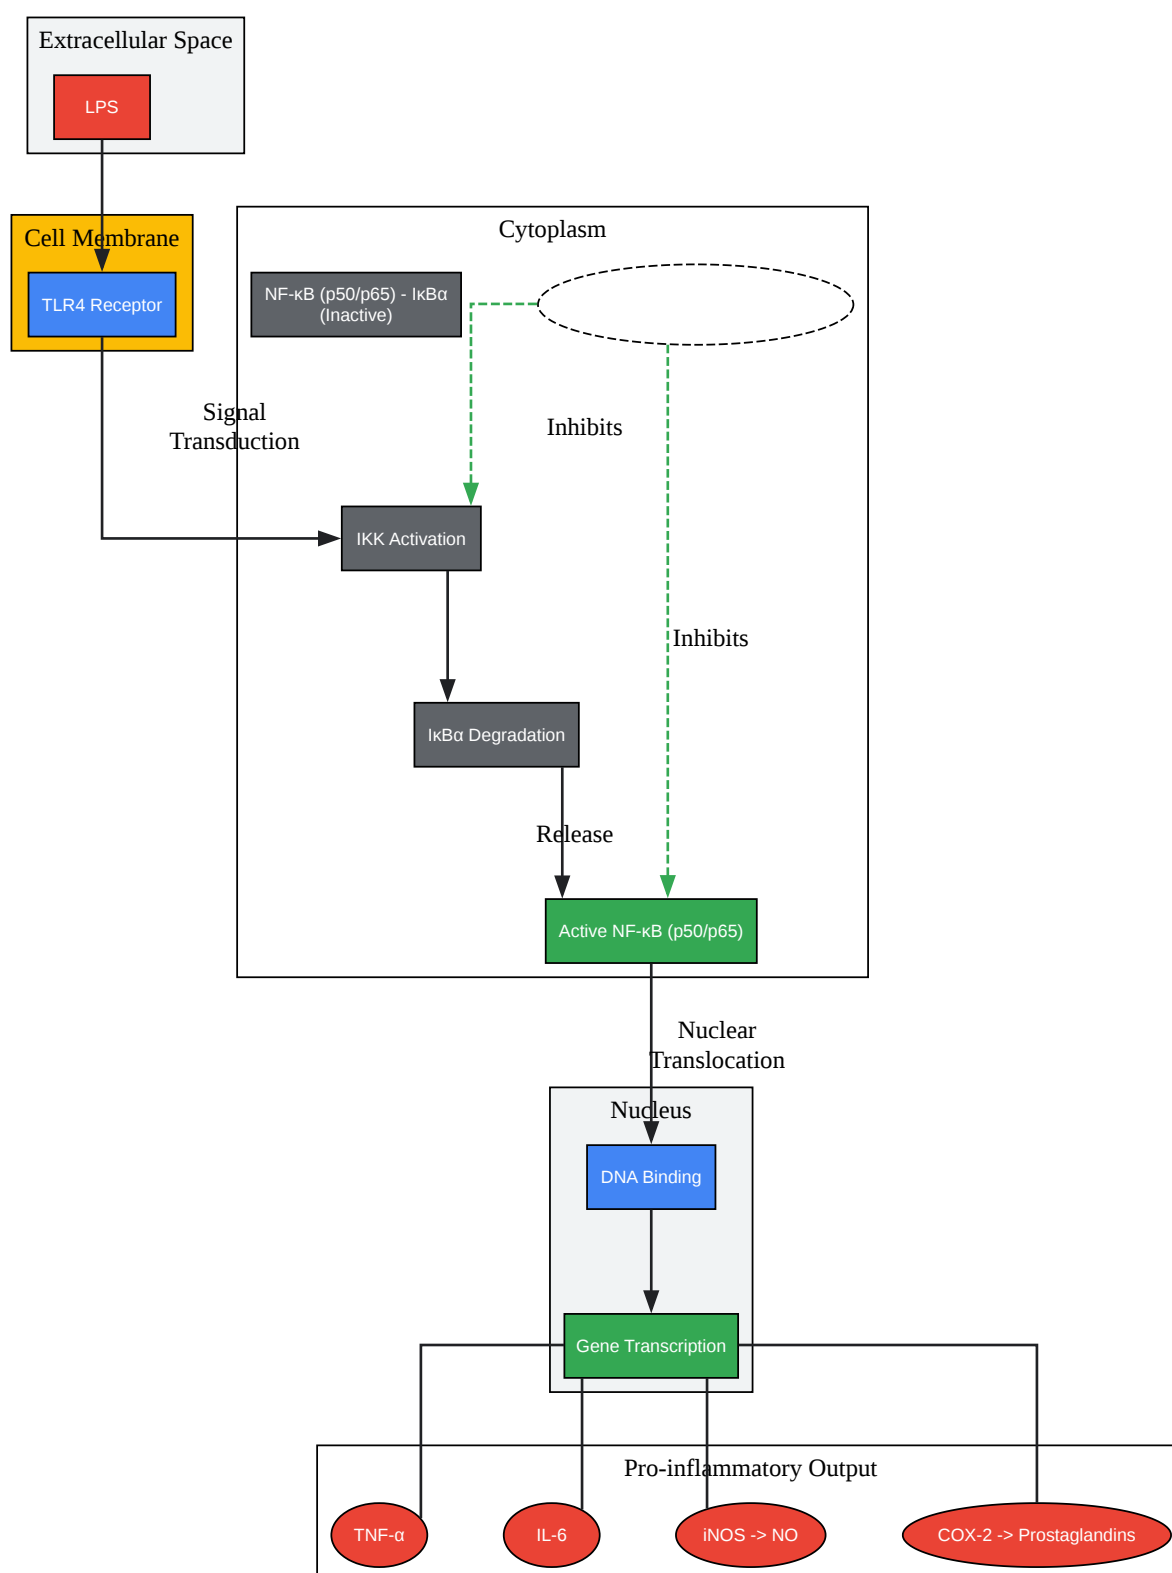 Extracellular Space
LPS
Cell Membrane
TLR4 Receptor
Cytoplasm
NF-κB (p50/p65) - IκBα
(Inactive)
Signal
Transduction
Inhibits
IKK Activation
Inhibits
IκBα Degradation
Release
Active NF-κB (p50/p65)
Nuclear
Translocation
Nucleus
DNA Binding
Gene Transcription
Pro-inflammatory Output
TNF-α
IL-6
iNOS -> NO
COX-2 -> Prostaglandins